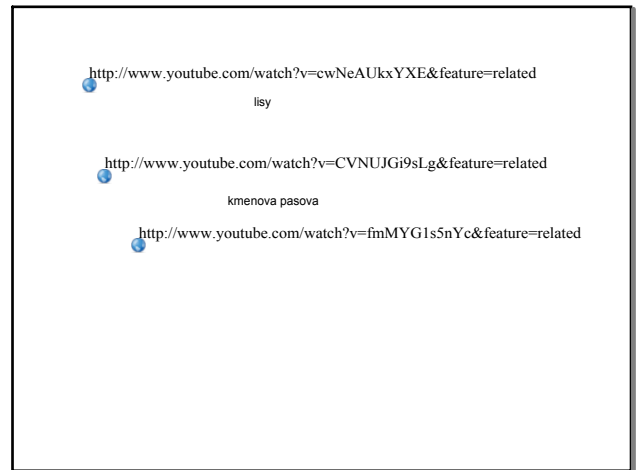 http://www.youtube.com/watch?v=cwNeAUkxYXE&feature=related
lisy
http://www.youtube.com/watch?v=CVNUJGi9sLg&feature=related
kmenova pasova
http://www.youtube.com/watch?v=fmMYG1s5nYc&feature=related